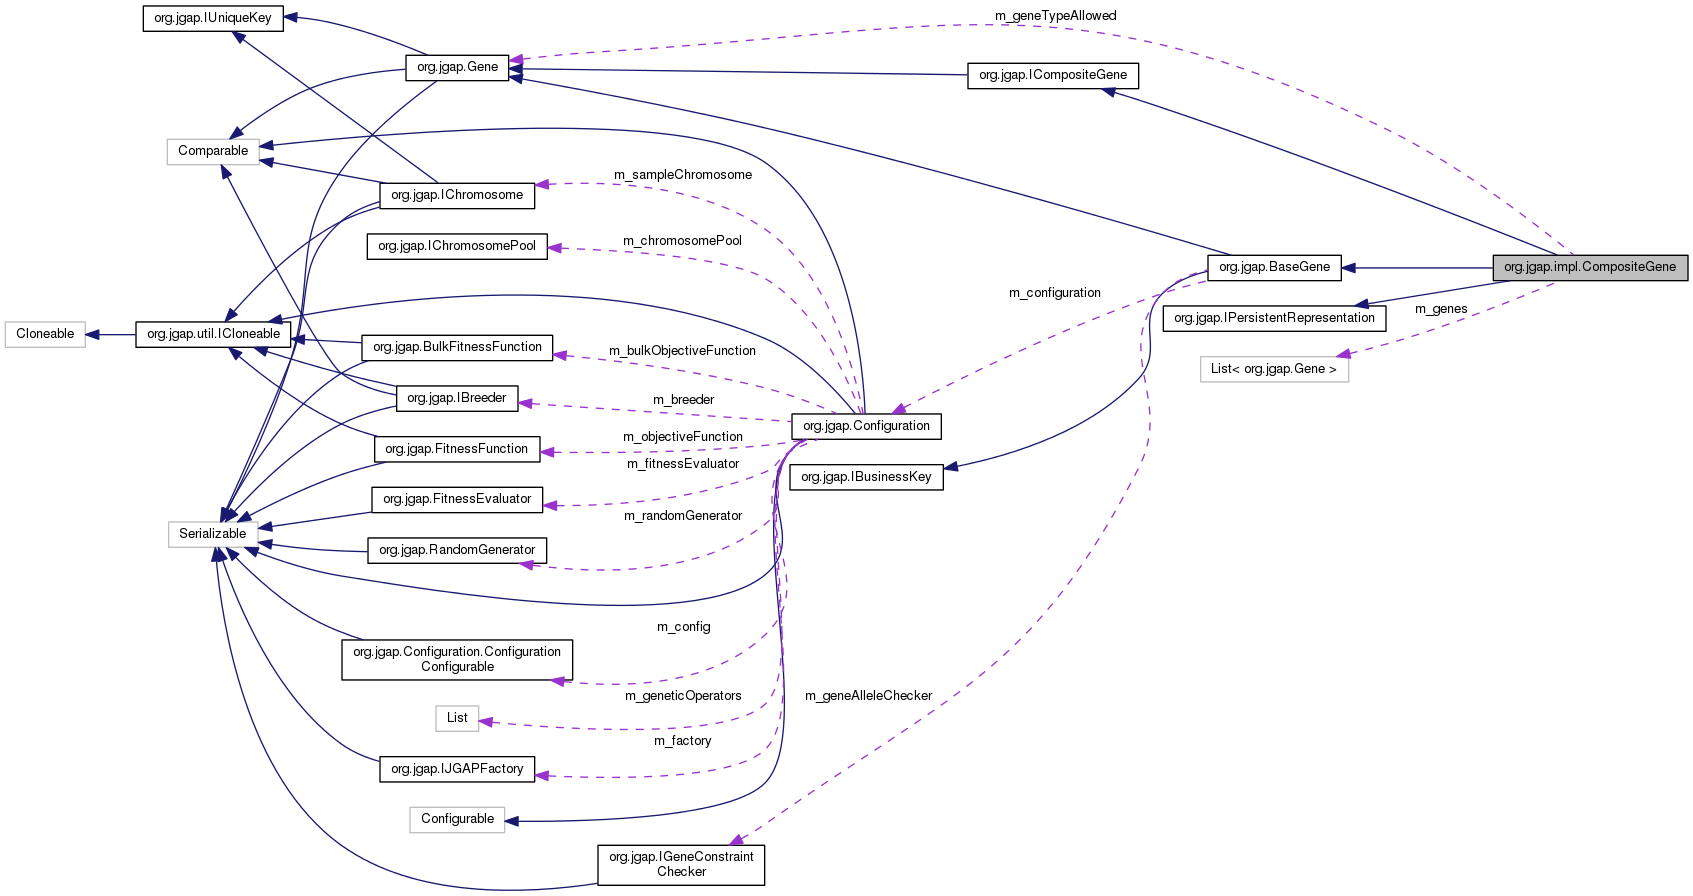 org.jgap.IUniqueKey
m_geneTypeAllowed
org.jgap.Gene
org.jgap.ICompositeGene
Comparable
m_sampleChromosome
org.jgap.IChromosome
m_chromosomePool
org.jgap.IChromosomePool
org.jgap.BaseGene
org.jgap.impl.CompositeGene
m_configuration
m_genes
org.jgap.IPersistentRepresentation
Cloneable
org.jgap.util.ICloneable
org.jgap.BulkFitnessFunction
m_bulkObjectiveFunction
List< org.jgap.Gene >
org.jgap.IBreeder
m_breeder
org.jgap.Configuration
m_objectiveFunction
org.jgap.FitnessFunction
m_fitnessEvaluator
org.jgap.IBusinessKey
org.jgap.FitnessEvaluator
m_randomGenerator
Serializable
org.jgap.RandomGenerator
m_config
org.jgap.Configuration.Configuration
Configurable
m_geneticOperators
m_geneAlleleChecker
List
m_factory
org.jgap.IJGAPFactory
Configurable
org.jgap.IGeneConstraint
Checker